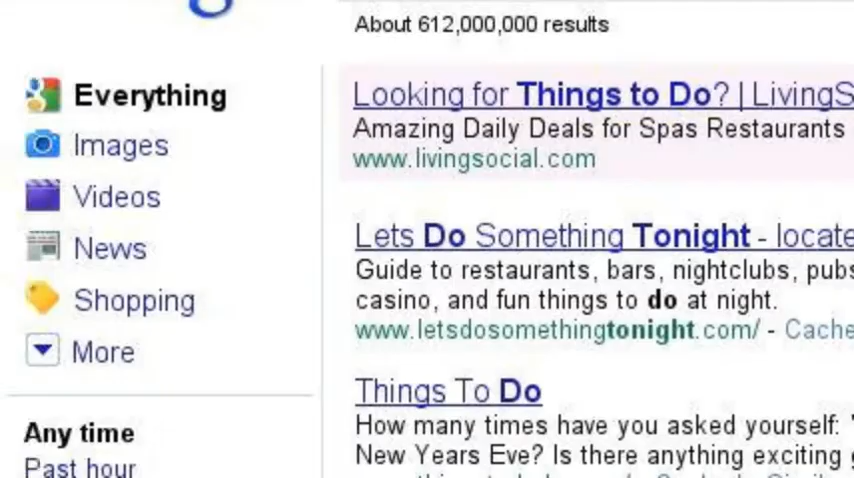 About 612,000,000 results
Everything
Images
Videos
News
Shopping
More
Any time
Past hour
Looking for Things to Do? | LivingS
Amazing Daily Deals for Spas Restaurants
www.livingsocial.com
Lets Do Something Tonight - locate
Guide to restaurants, bars, nightclubs, pubs
casino, and fun things to do at night.
www.letsdosomethingtonight.com/ - Cache
Things To Do
How many times have you asked yourself: "
New Years Eve? Is there anything exciting g